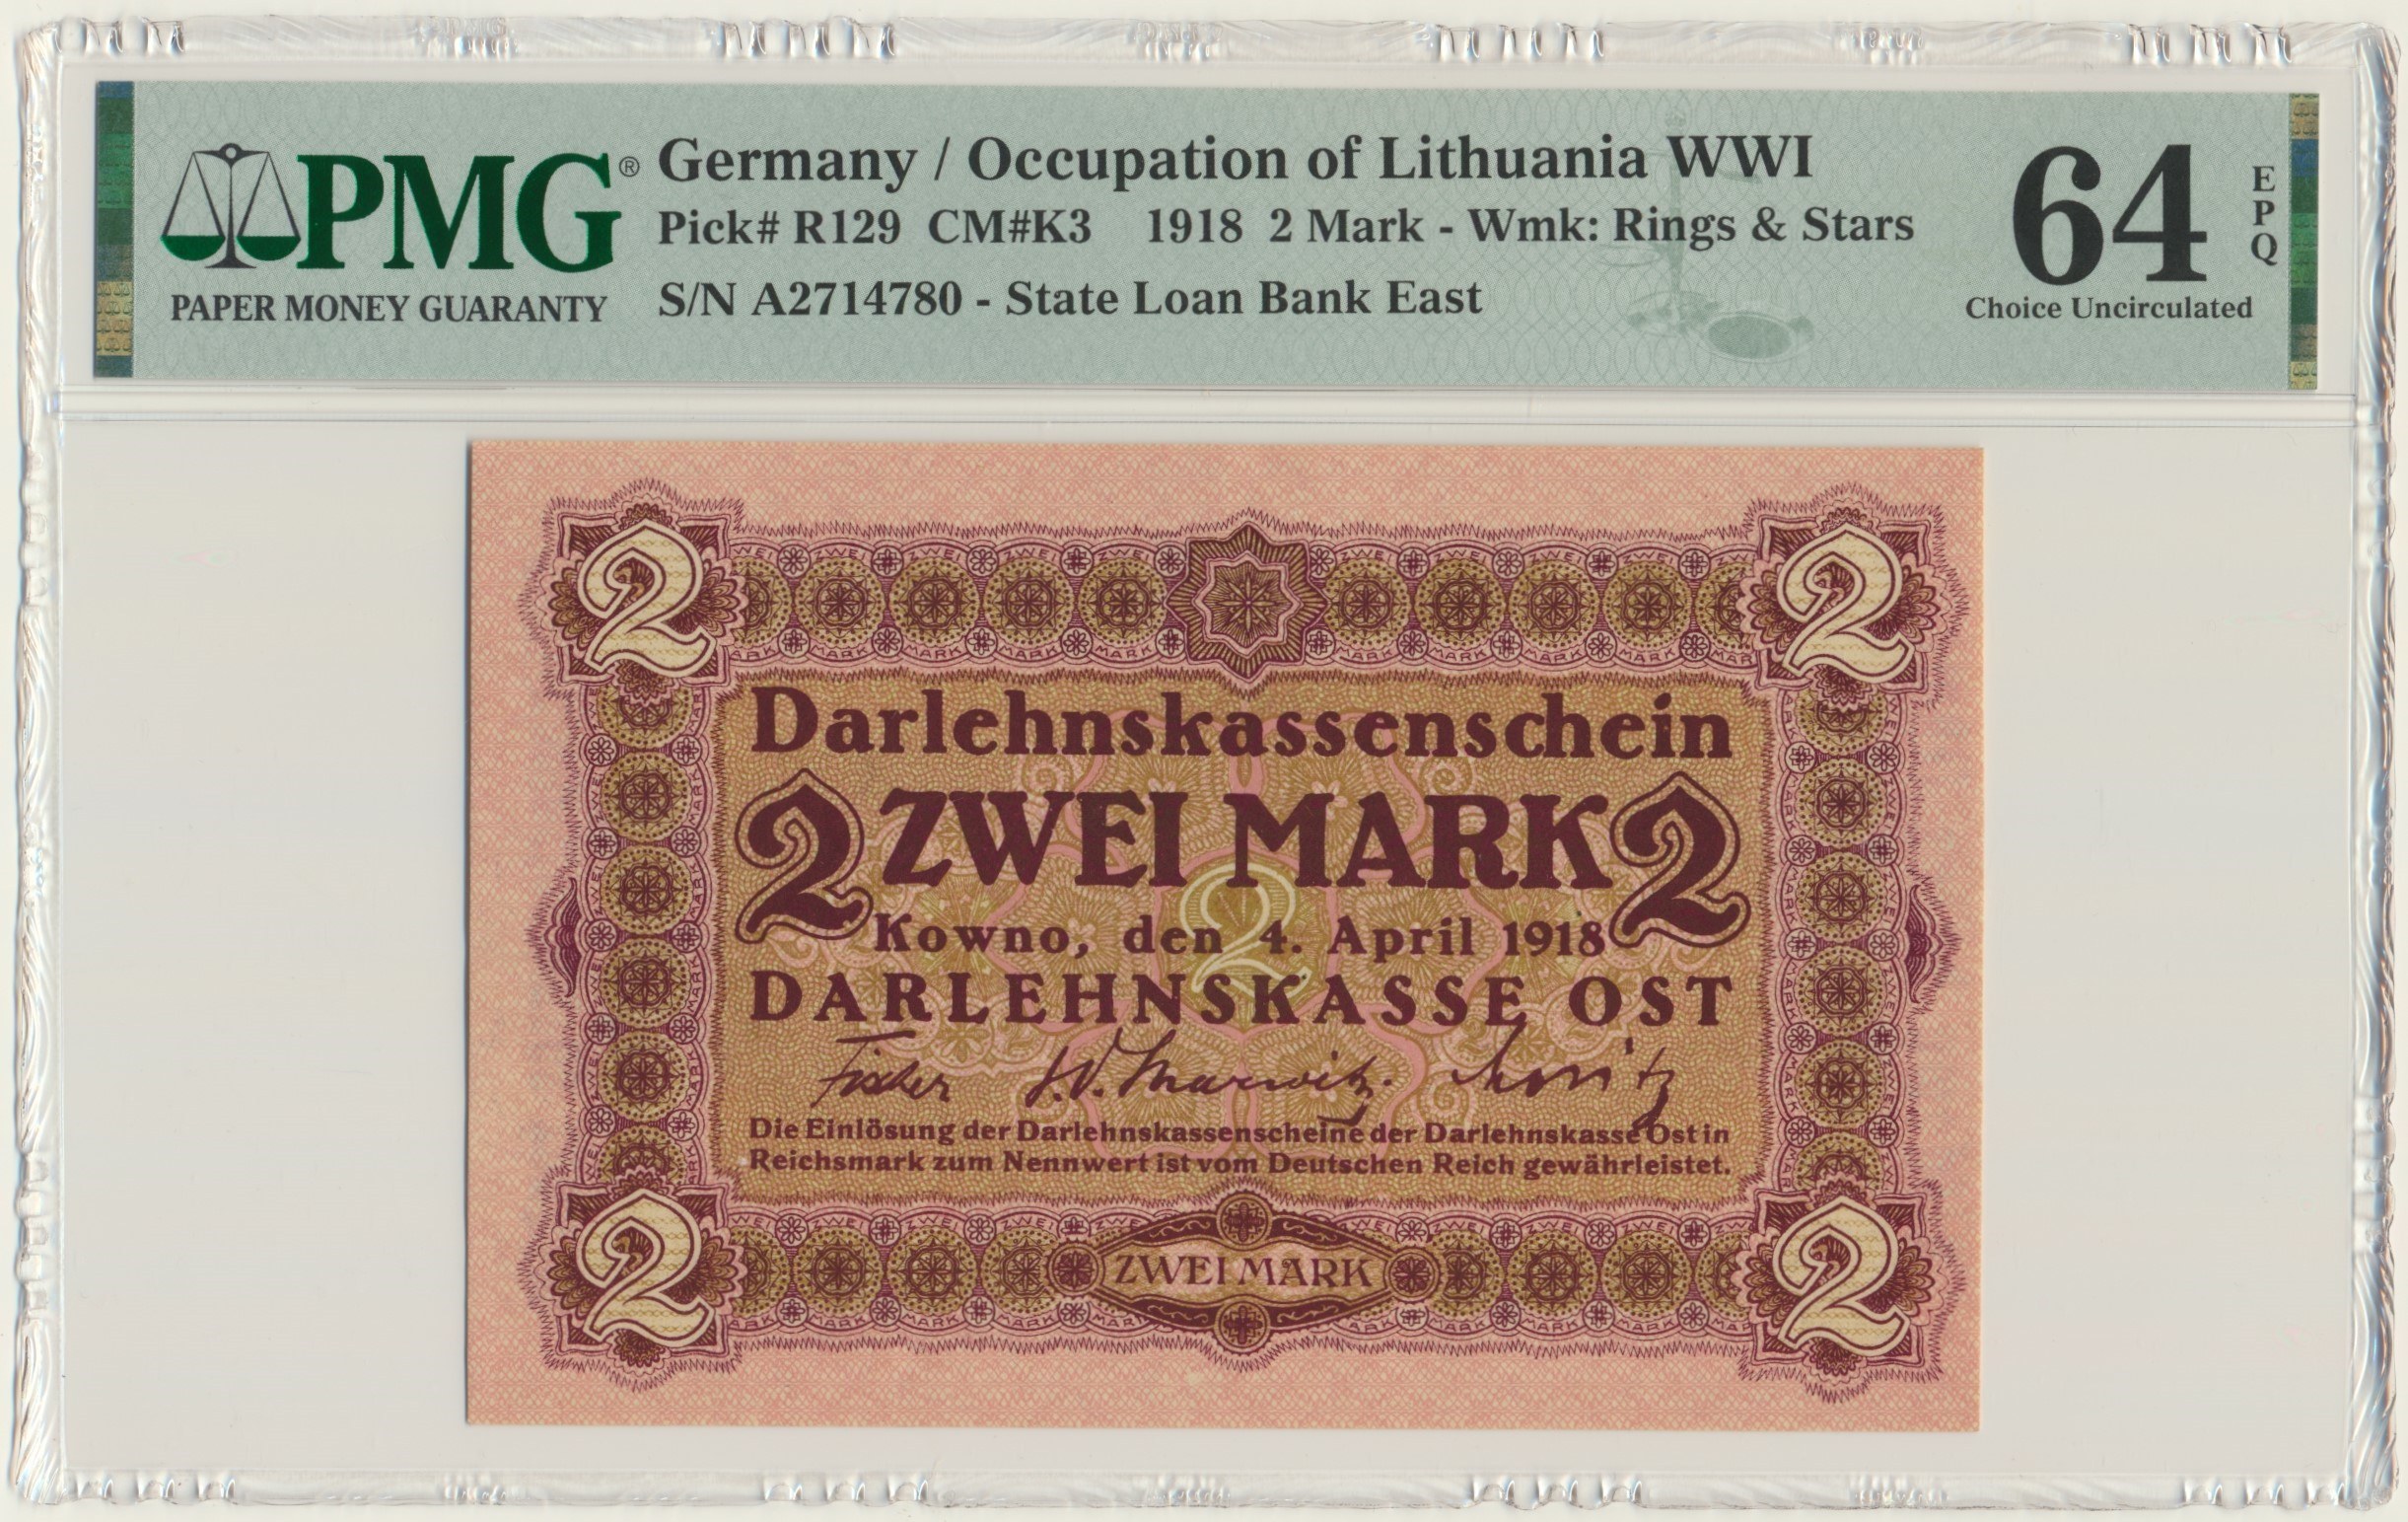 PMG®
PAPER MONEY GUARANTY
Germany / Occupation of Lithuania WWI
Pick# R129 CM#K3 1918 2 Mark - Wmk: Rings & Stars
S/N A2714780 - State Loan Bank East
64
EPQ
Choice Uncirculated
2 2
Darlehnskassenschein
2 ZWEI MARK 2
2
Kowno, den 4. April 1918
DARLEHNSKASSE OST
Fischer
Die Einlösung der Darlehnskassenscheine der Darlehnskasse Ost in
Reichsmark zum Nennwert ist vom Deutschen Reich gewährleistet.
2 ZWEI MARK 2